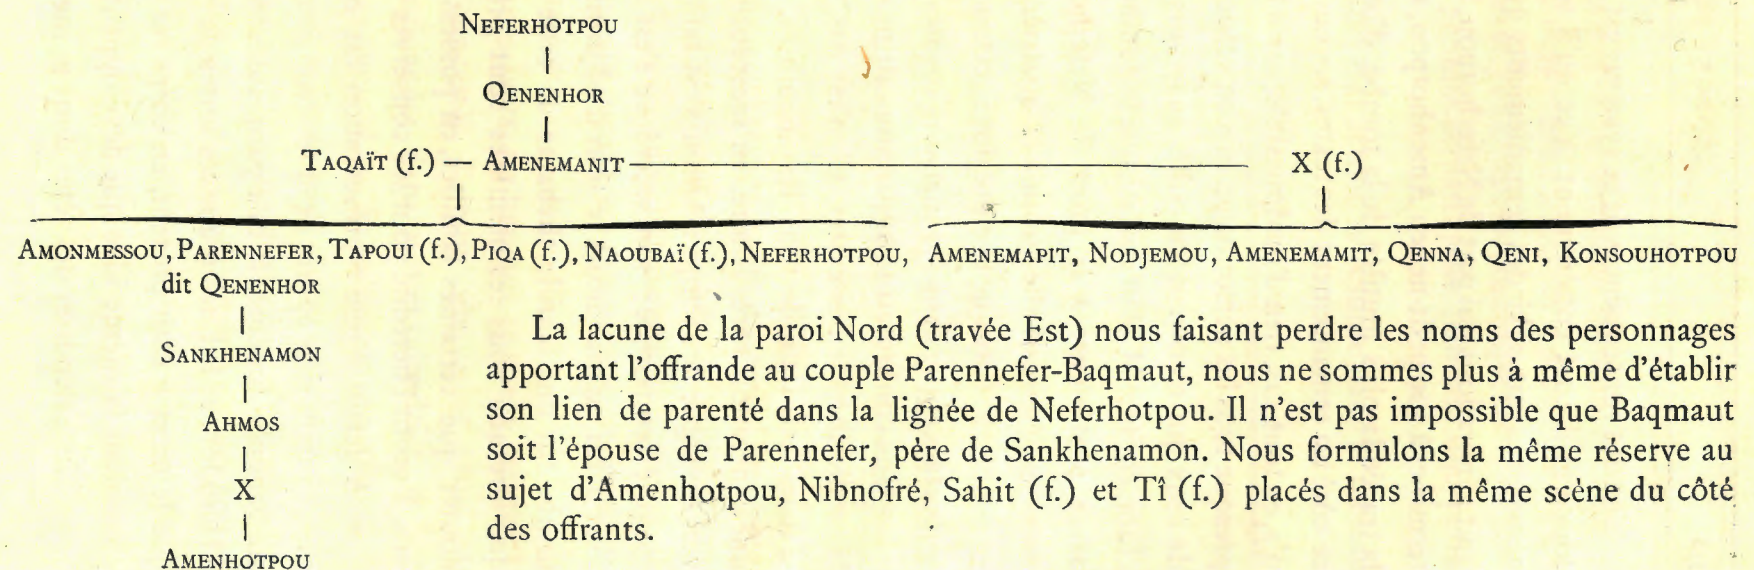 NEFERHOTPOU
QENENHOR
TAQAÏT (f.) — AMENEMANIT — X (f.)
AMONMESSOU, PARENNEFER, TAPOUI (f.), PIQA (f.), NAOUBAÏ (f.), NEFERHOTPOU, AMENEMAPIT, NODJEMOU, AMENEMAMIT, QENNA, QENI, KONSOUHOTPOU
dit QENENHOR
SANKHENAMON
AHMOS
X
AMENHOTPOU
La lacune de la paroi Nord (travée Est) nous faisant perdre les noms des personnages
apportant l'offrande au couple Parennefer-Baqmaut, nous ne sommes plus à même d'établir
son lien de parenté dans la lignée de Neferhotpou. Il n'est pas impossible que Baqmaut
soit l'épouse de Parennefer, père de Sankhenamon. Nous formulons la même réserve au
sujet d'Amenhotpou, Nibnofré, Sahit (f.) et Tî (f.) placés dans la même scène du côté
des offrants.